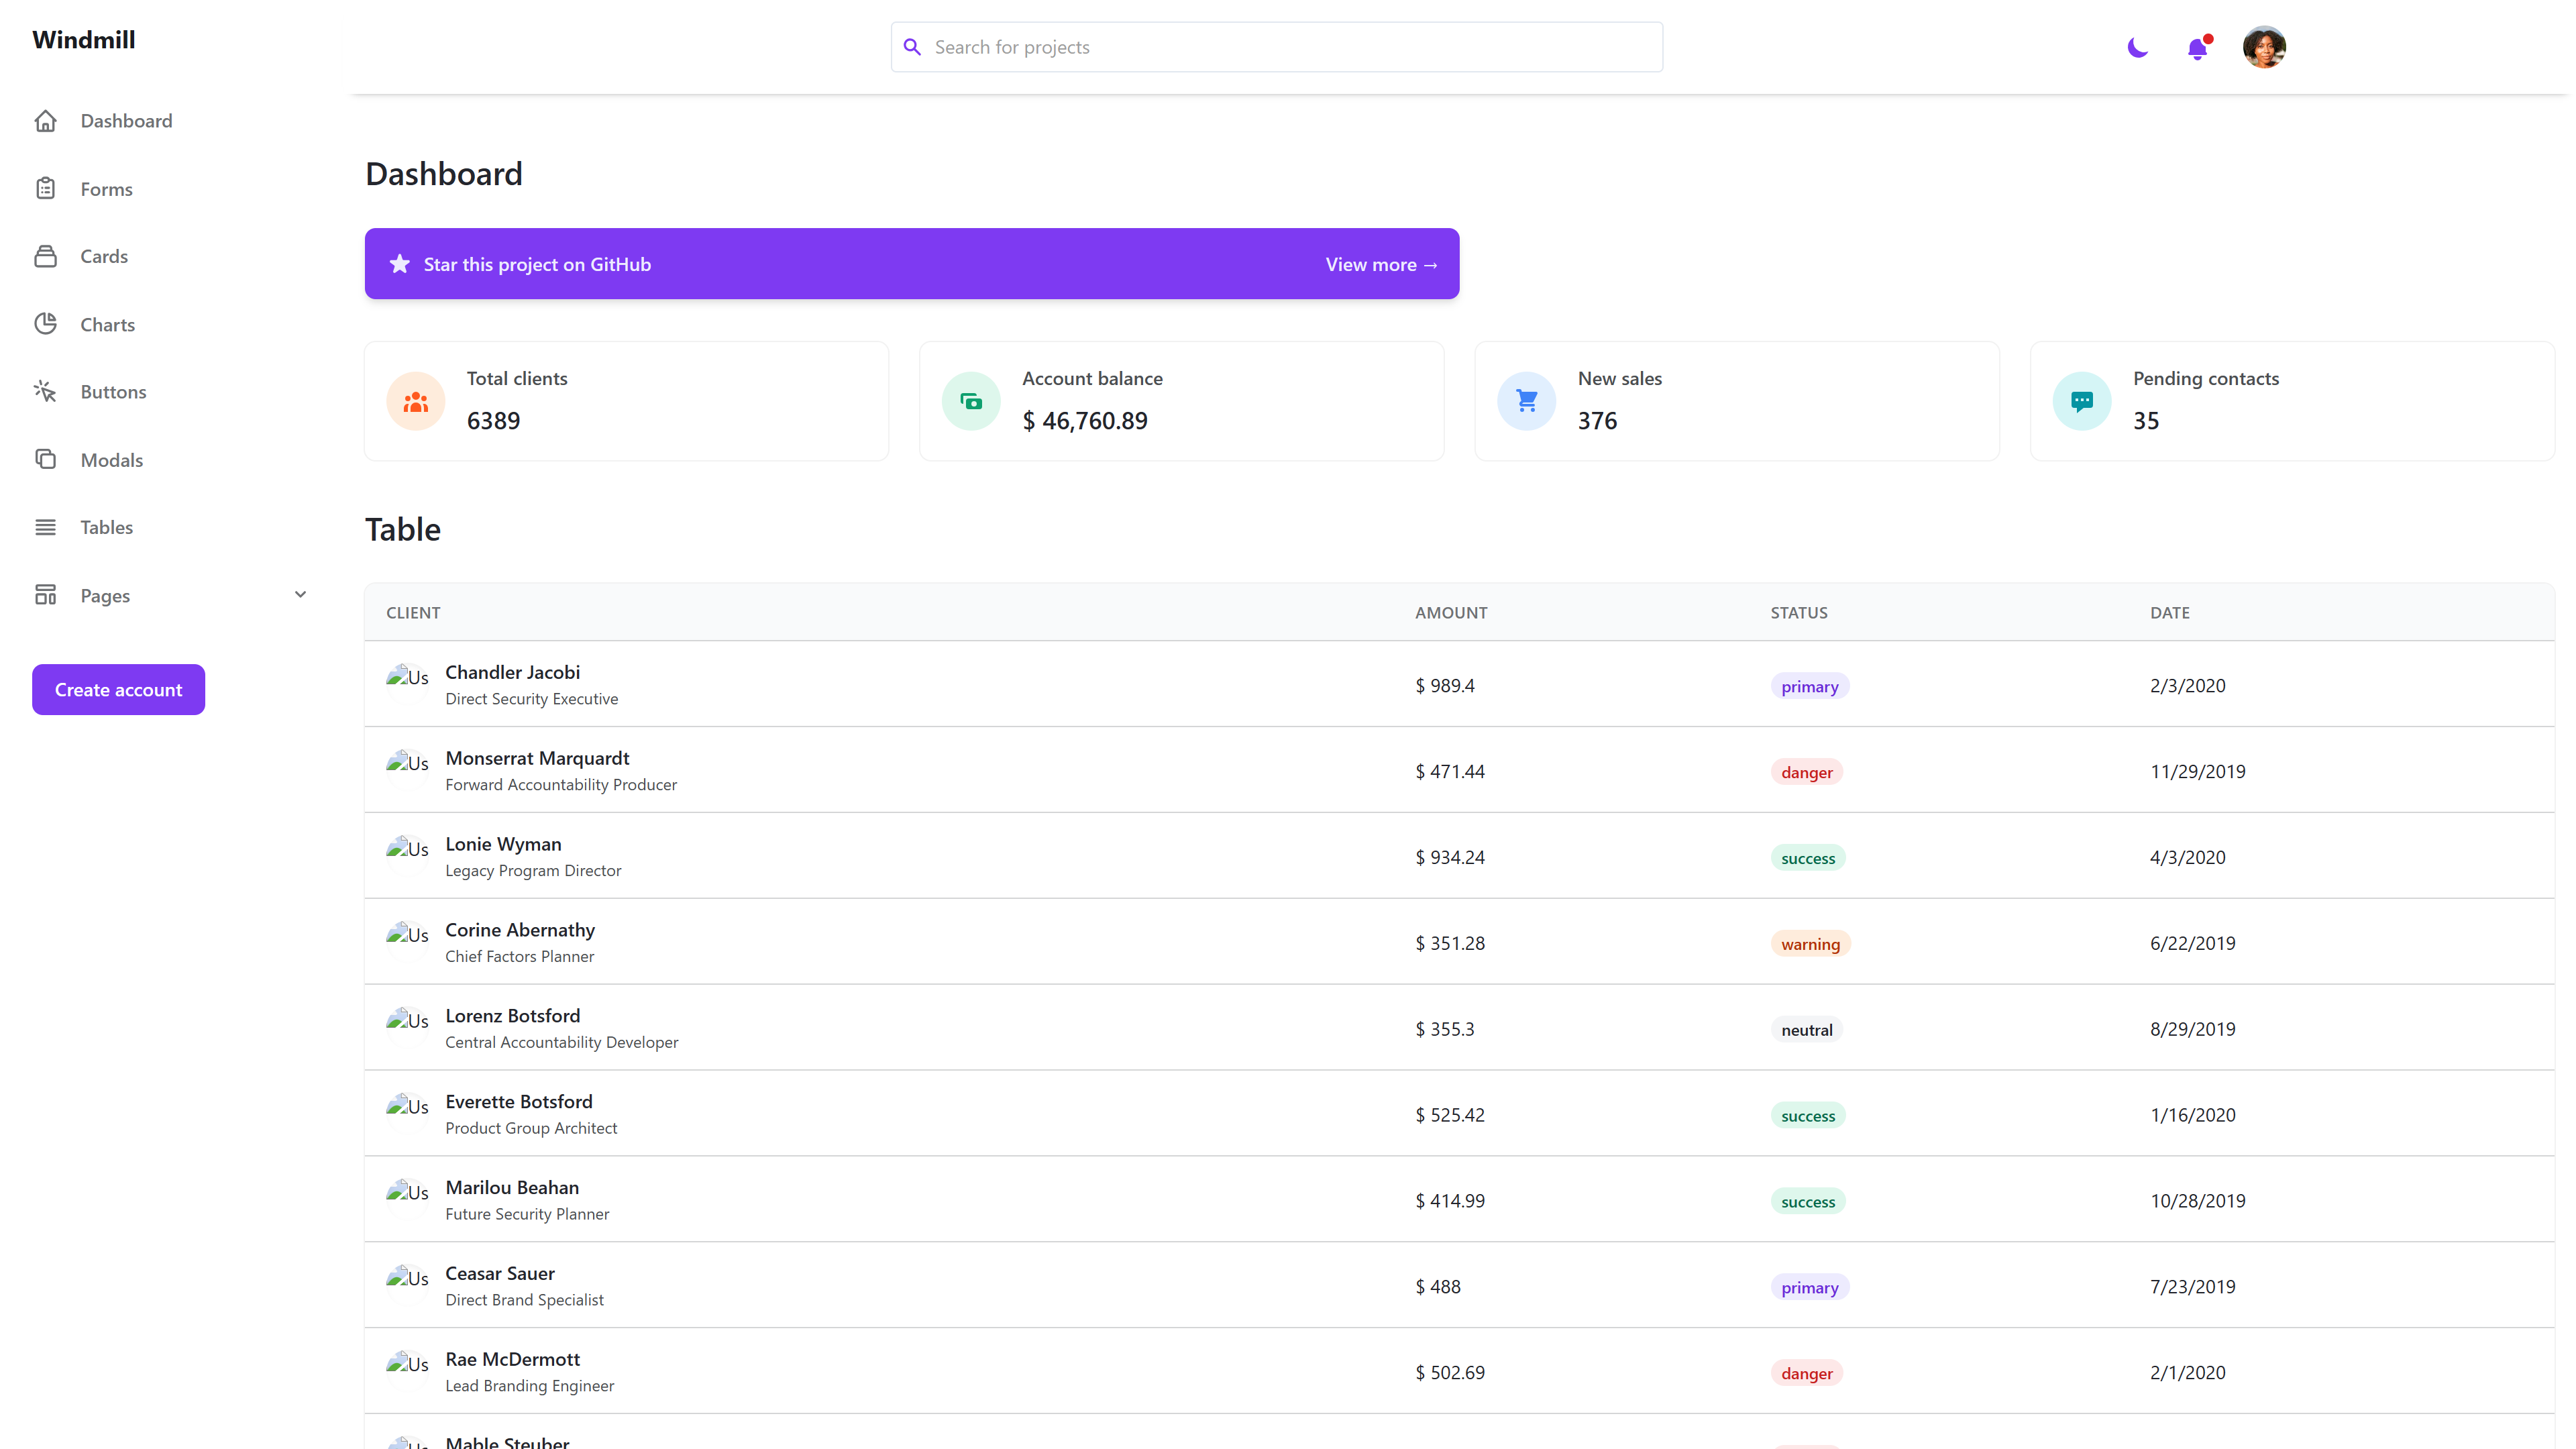 Windmill
Search for projects
Dashboard
Forms
Cards
Charts
Buttons
Modals
Tables
Pages
Create account
Dashboard
Star this project on GitHub
View more →
Total clients
6389
Account balance
$ 46,760.89
New sales
376
Pending contacts
35
Table
CLIENT AMOUNT STATUS DATE
Us Chandler Jacobi
Direct Security Executive
$ 989.4 primary 2/3/2020
Us Monserrat Marquardt
Forward Accountability Producer
$ 471.44 danger 11/29/2019
Us Lonie Wyman
Legacy Program Director
$ 934.24 success 4/3/2020
Us Corine Abernathy
Chief Factors Planner
$ 351.28 warning 6/22/2019
Us Lorenz Botsford
Central Accountability Developer
$ 355.3 neutral 8/29/2019
Us Everette Botsford
Product Group Architect
$ 525.42 success 1/16/2020
Us Marilou Beahan
Future Security Planner
$ 414.99 success 10/28/2019
Us Ceasar Sauer
Direct Brand Specialist
$ 488 primary 7/23/2019
Us Rae McDermott
Lead Branding Engineer
$ 502.69 danger 2/1/2020
Us Mable Steuber